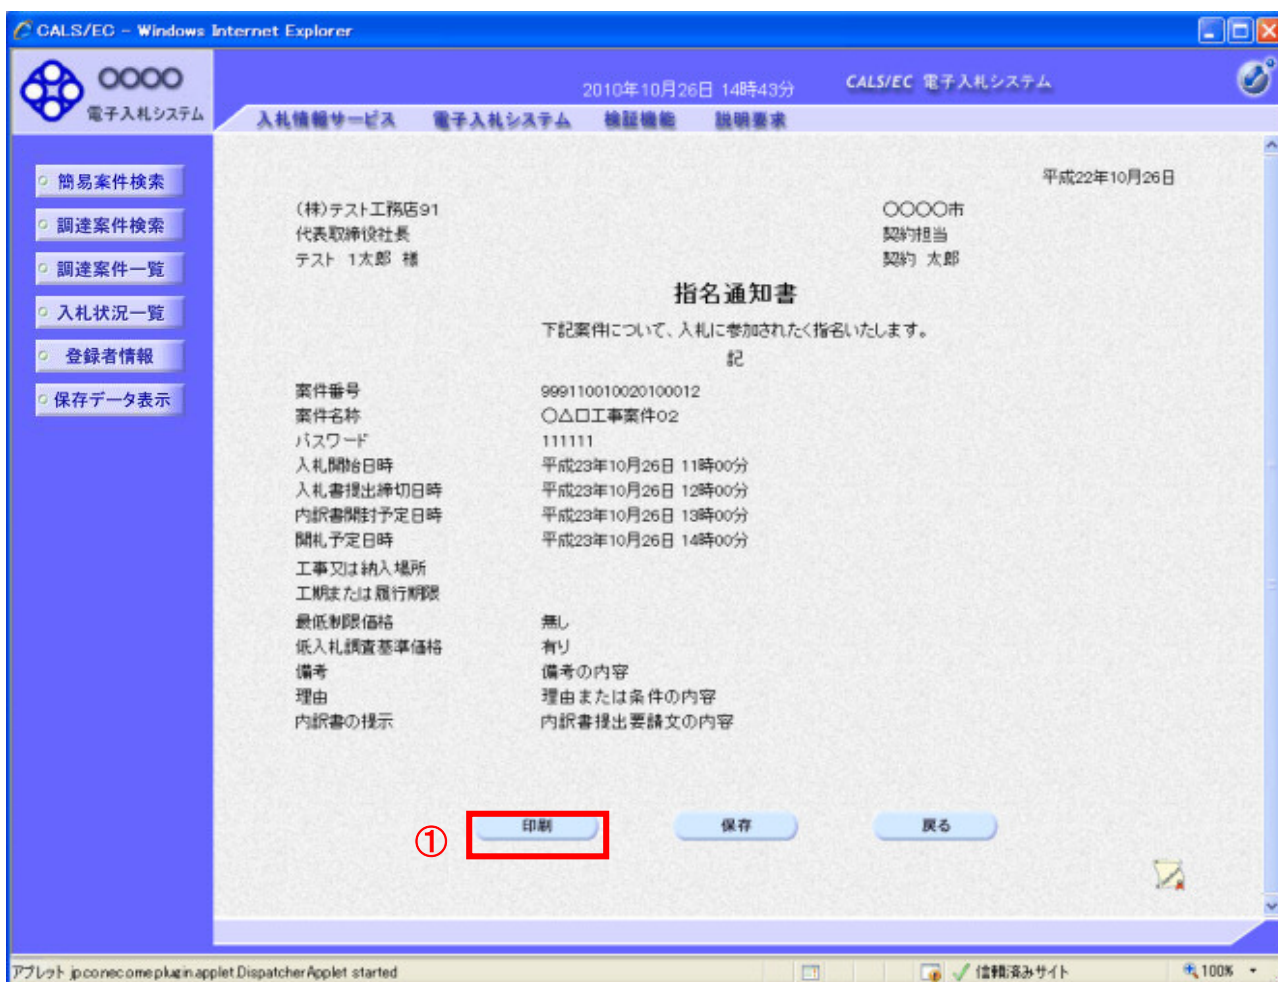 CALS/EC - Windows Internet Explorer
OOOO
電子入札システム
2010年10月26日 14時43分
CALS/EC 電子入札システム
入札情報サービス 電子入札システム 検証機能 説明要求
簡易案件検索
調達案件検索
調達案件一覧
入札状況一覧
登録者情報
保存データ表示
平成22年10月26日
(株)テスト工務店91
代表取締役社長
テスト 1太郎 様
〇〇〇〇市
契約担当
契約 太郎
指名通知書
下記案件について、入札に参加されたく指名いたします。
記
案件番号 999110010020100012
案件名称 〇△口工事案件02
パスワード 111111
入札開始日時 平成23年10月26日 11時00分
入札書提出締切日時 平成23年10月26日 12時00分
内訳書開封予定日時 平成23年10月26日 13時00分
開札予定日時 平成23年10月26日 14時00分
工事又は納入場所
工期または履行期限
最低制限価格 無し
低入札調査基準価格 有り
備考 備考の内容
理由 理由または条件の内容
内訳書の提示 内訳書提出要請文の内容
① 印刷 保存 戻る
アプレット jp.co.nec.ome.plugin.applet.DispatcherApplet started
信頼済みサイト
100%